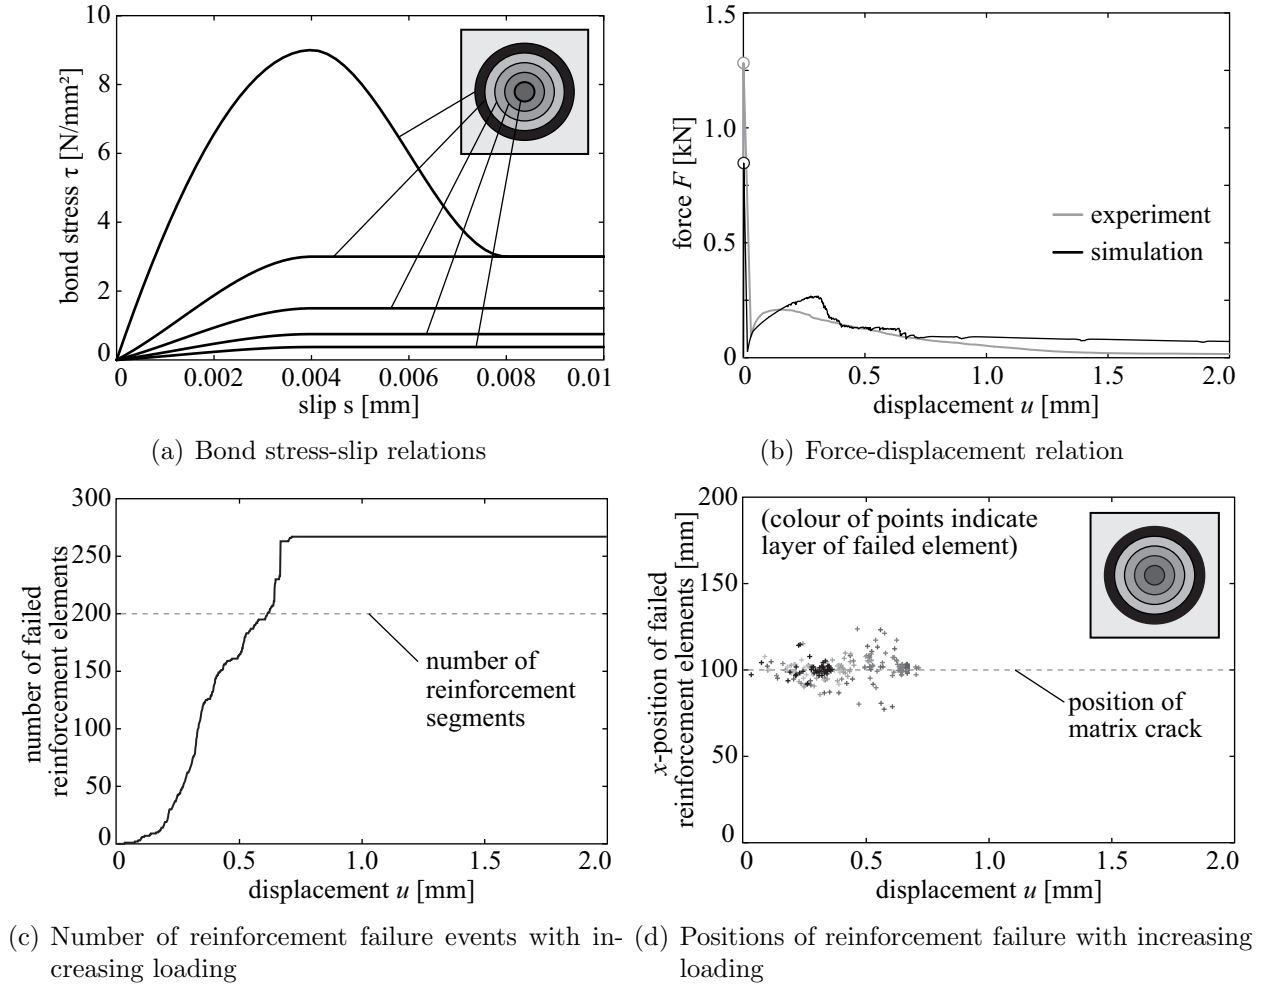 10
8
6
4
2
0
bond stress τ [N/mm²]
0 0.002 0.004 0.006 0.008 0.01
slip s [mm]
(a) Bond stress-slip relations
1.5
1.0
0.5
0
force F [kN]
experiment
simulation
0 0.5 1.0 1.5 2.0
displacement u [mm]
(b) Force-displacement relation
300
250
200
150
100
50
0
number of failed
reinforcement elements
number of
reinforcement
segments
0 0.5 1.0 1.5 2.0
displacement u [mm]
(c) Number of reinforcement failure events with in-
creasing loading
200
150
100
50
0
x-position of failed
reinforcement elements [mm]
(colour of points indicate
layer of failed element)
position of
matrix crack
0 0.5 1.0 1.5 2.0
displacement u [mm]
(d) Positions of reinforcement failure with increasing
loading